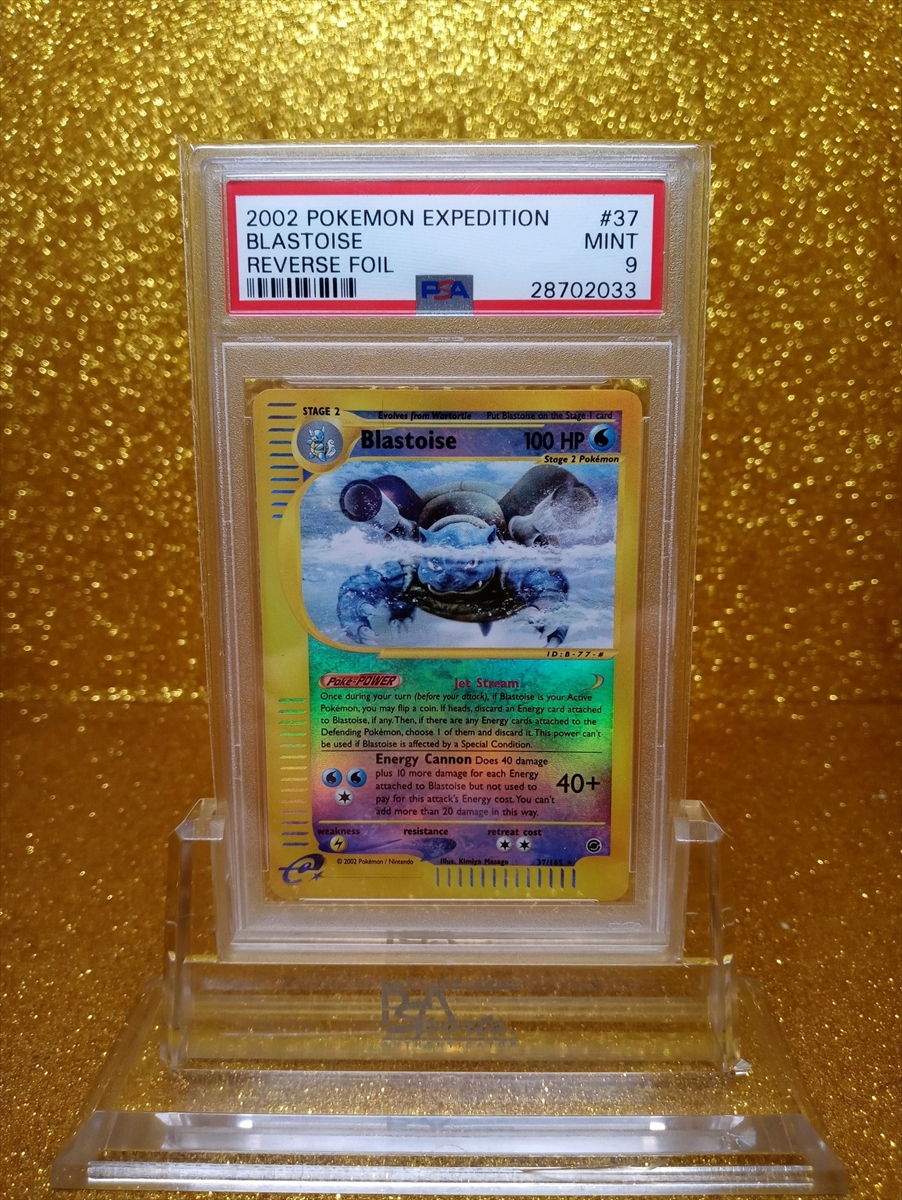 2002 POKEMON EXPEDITION #37
BLASTOISE MINT
REVERSE FOIL 9
PSA 28702033
STAGE 2 Evolves from Wartortle Put Blastoise on the Stage 1 card
Blastoise 100 HP
Stage 2 Pokémon
ID:B-77-#
Poké-POWER Jet Stream
Once during your turn (before your attack), if Blastoise is your Active
Pokémon, you may flip a coin. If heads, discard an Energy card attached
to Blastoise, if any. Then, if there are any Energy cards attached to the
Defending Pokémon, choose 1 of them and discard it. This power can't
be used if Blastoise is affected by a Special Condition.
Energy Cannon Does 40 damage
plus 10 more damage for each Energy
attached to Blastoise but not used to
pay for this attack's Energy cost. You can't
add more than 20 damage in this way.
40+
weakness resistance retreat cost
e © 2002 Pokémon / Nintendo Illus. Kimiya Masago 37/165